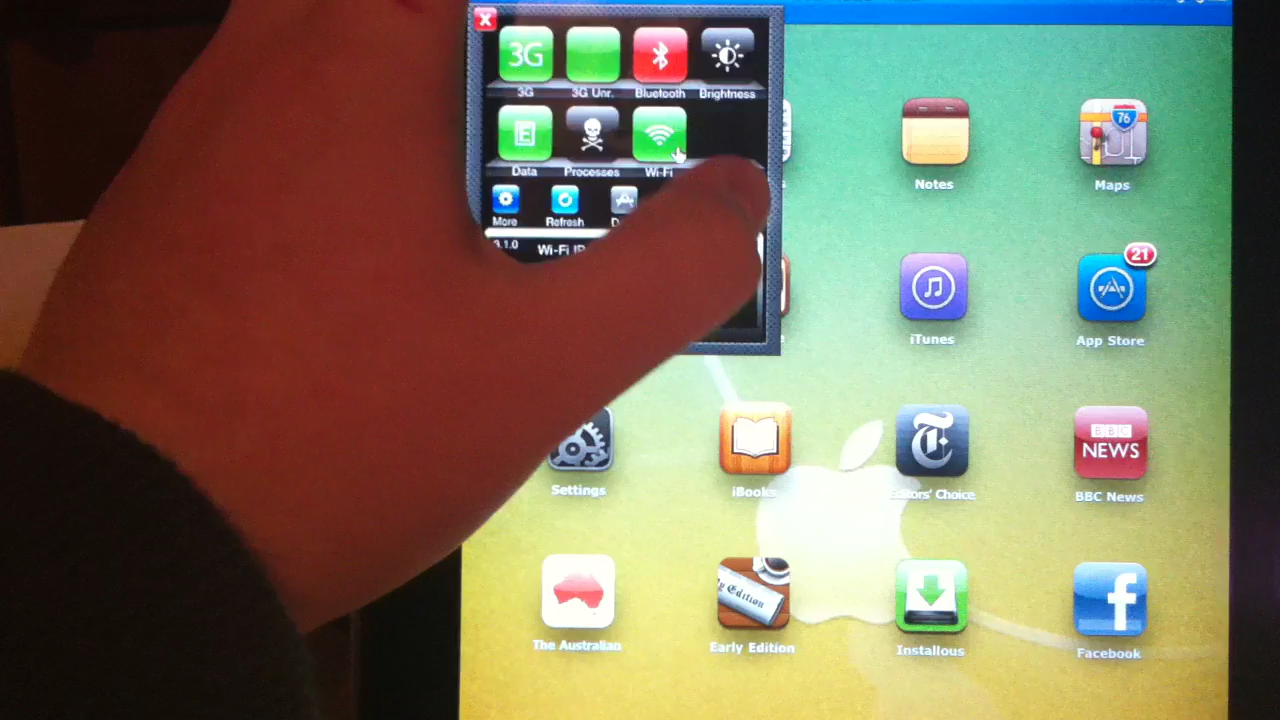 3G
3G
3G Unr.
Bluetooth
Brightness
E
Data
Processes
Wi-Fi
More
Refresh
3.1.0
Wi-Fi IP
Notes
76
Maps
iTunes
21
App Store
Settings
iBooks
Editors' Choice
BBC
NEWS
BBC News
The Australian
y Edition
Early Edition
Installous
f
Facebook